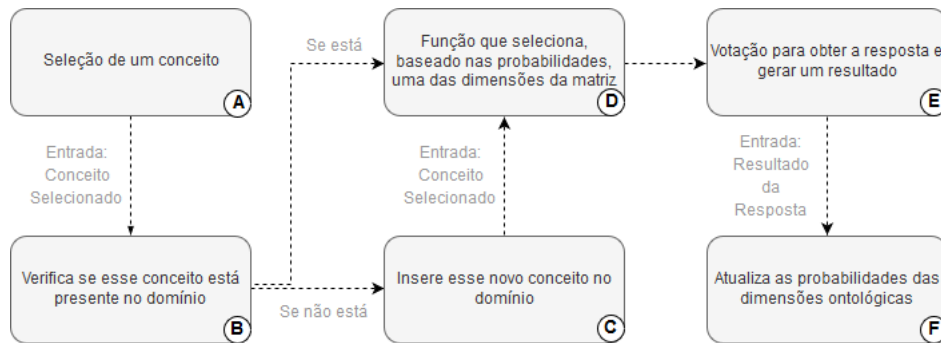 Seleção de um conceito
A
Entrada:
Conceito
Selecionado
Verifica se esse conceito está
presente no domínio
B
Se está
Se não está
Insere esse novo conceito no
domínio
C
Entrada:
Conceito
Selecionado
Função que seleciona,
baseado nas probabilidades,
uma das dimensões da matriz
D
Votação para obter a resposta e
gerar um resultado
E
Entrada:
Resultado
da
Resposta
Atualiza as probabilidades das
dimensões ontológicas
F